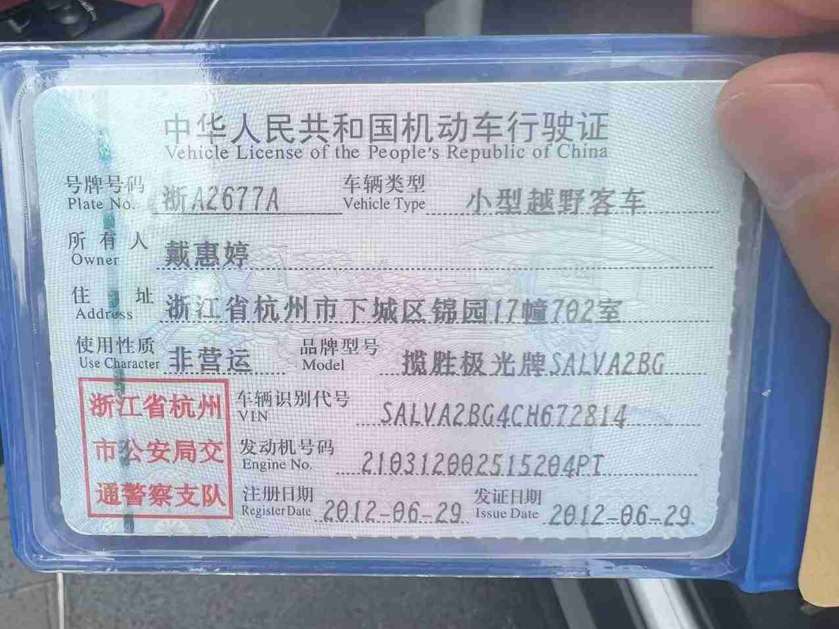 中华人民共和国机动车行驶证
Vehicle License of the People's Republic of China
号牌号码 Plate No. 浙A2677A 车辆类型 Vehicle Type 小型越野客车
所有人 Owner 戴惠婷
住址 Address 浙江省杭州市下城区锦园17幢702室
使用性质 Use Character 非营运 品牌型号 Model 揽胜极光牌SALVA2BG
浙江省杭州市公安局交通警察支队
车辆识别代号 VIN SALVA2BG4CH672814
发动机号码 Engine No. 210312002515204PT
注册日期 Register Date 2012-06-29 发证日期 Issue Date 2012-06-29